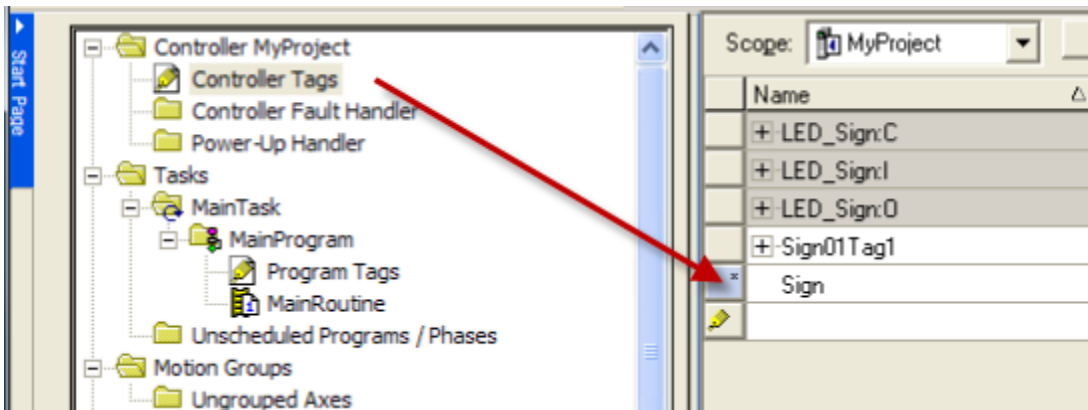 Start Page
Controller MyProject
Controller Tags
Controller Fault Handler
Power-Up Handler
Tasks
MainTask
MainProgram
Program Tags
MainRoutine
Unscheduled Programs / Phases
Motion Groups
Ungrouped Axes
Scope: MyProject
Name
LED_Sign:C
LED_Sign:I
LED_Sign:O
Sign01Tag1
Sign